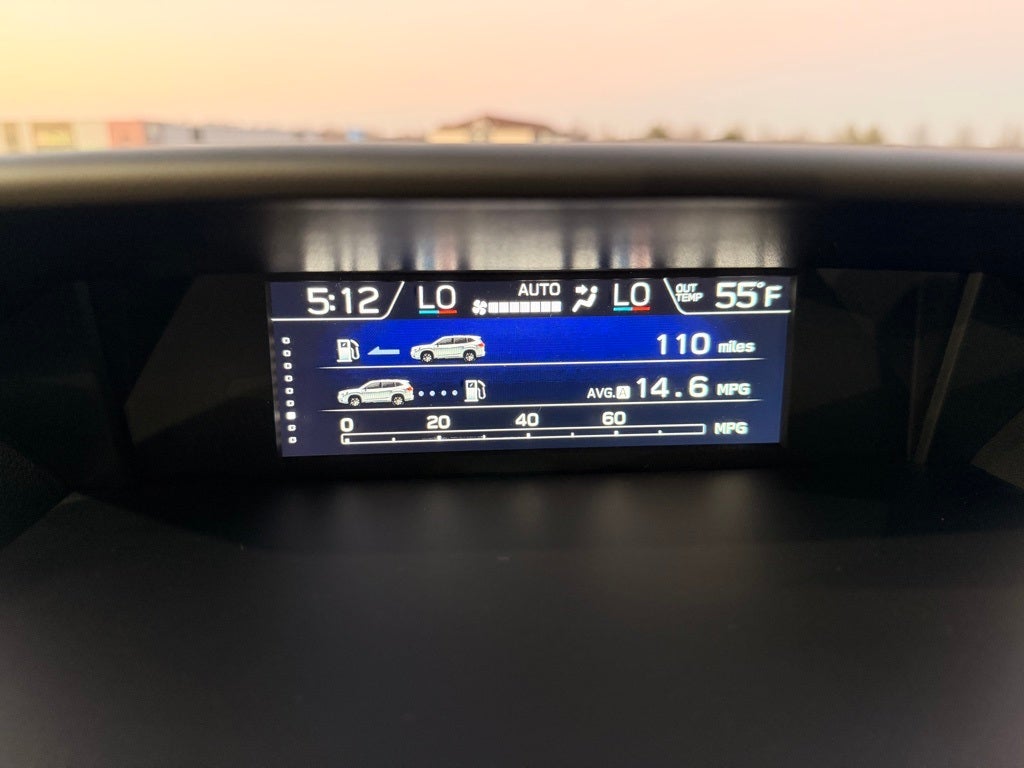 5:12 LO AUTO LO OUT TEMP 55°F
110 miles
AVG. A 14.6 MPG
0 20 40 60 MPG